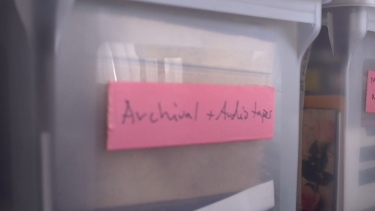 Archival + Audio tapes